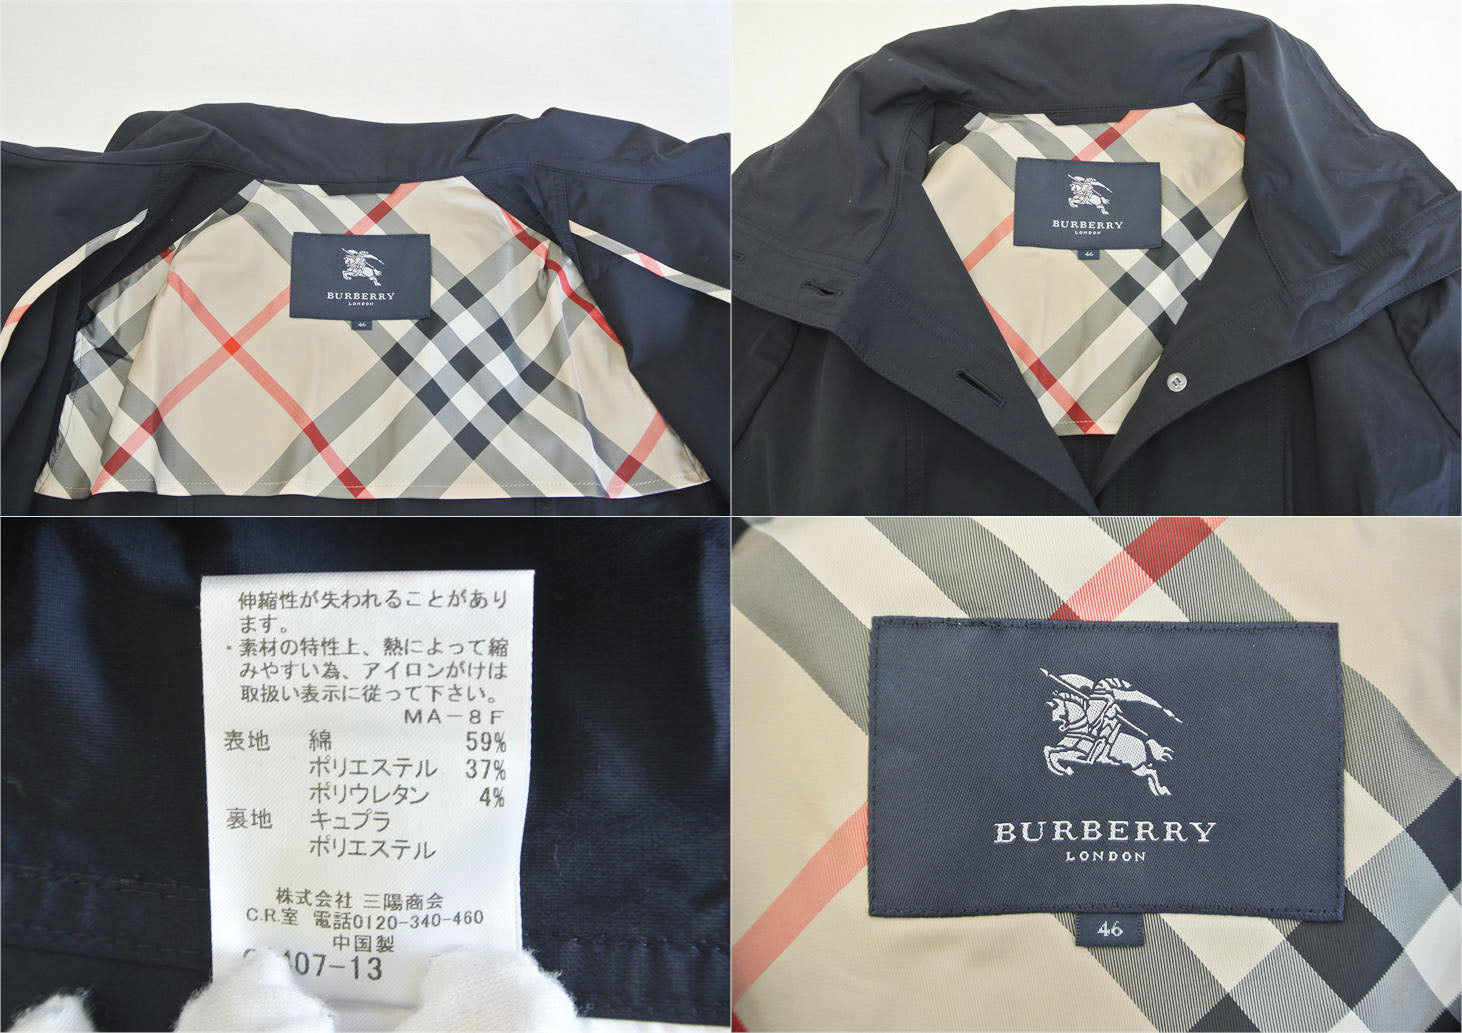 BURBERRY
LONDON
46
BURBERRY
LONDON
46
伸縮性が失われることがあり
ます。
・素材の特性上、熱によって縮
みやすい為、アイロンがけは
取扱い表示に従って下さい。
MA-8F
表地 綿 59%
ポリエステル 37%
ポリウレタン 4%
裏地 キュプラ
ポリエステル
株式会社 三陽商会
C.R.室 電話0120-340-460
中国製
07-13
BURBERRY
LONDON
46